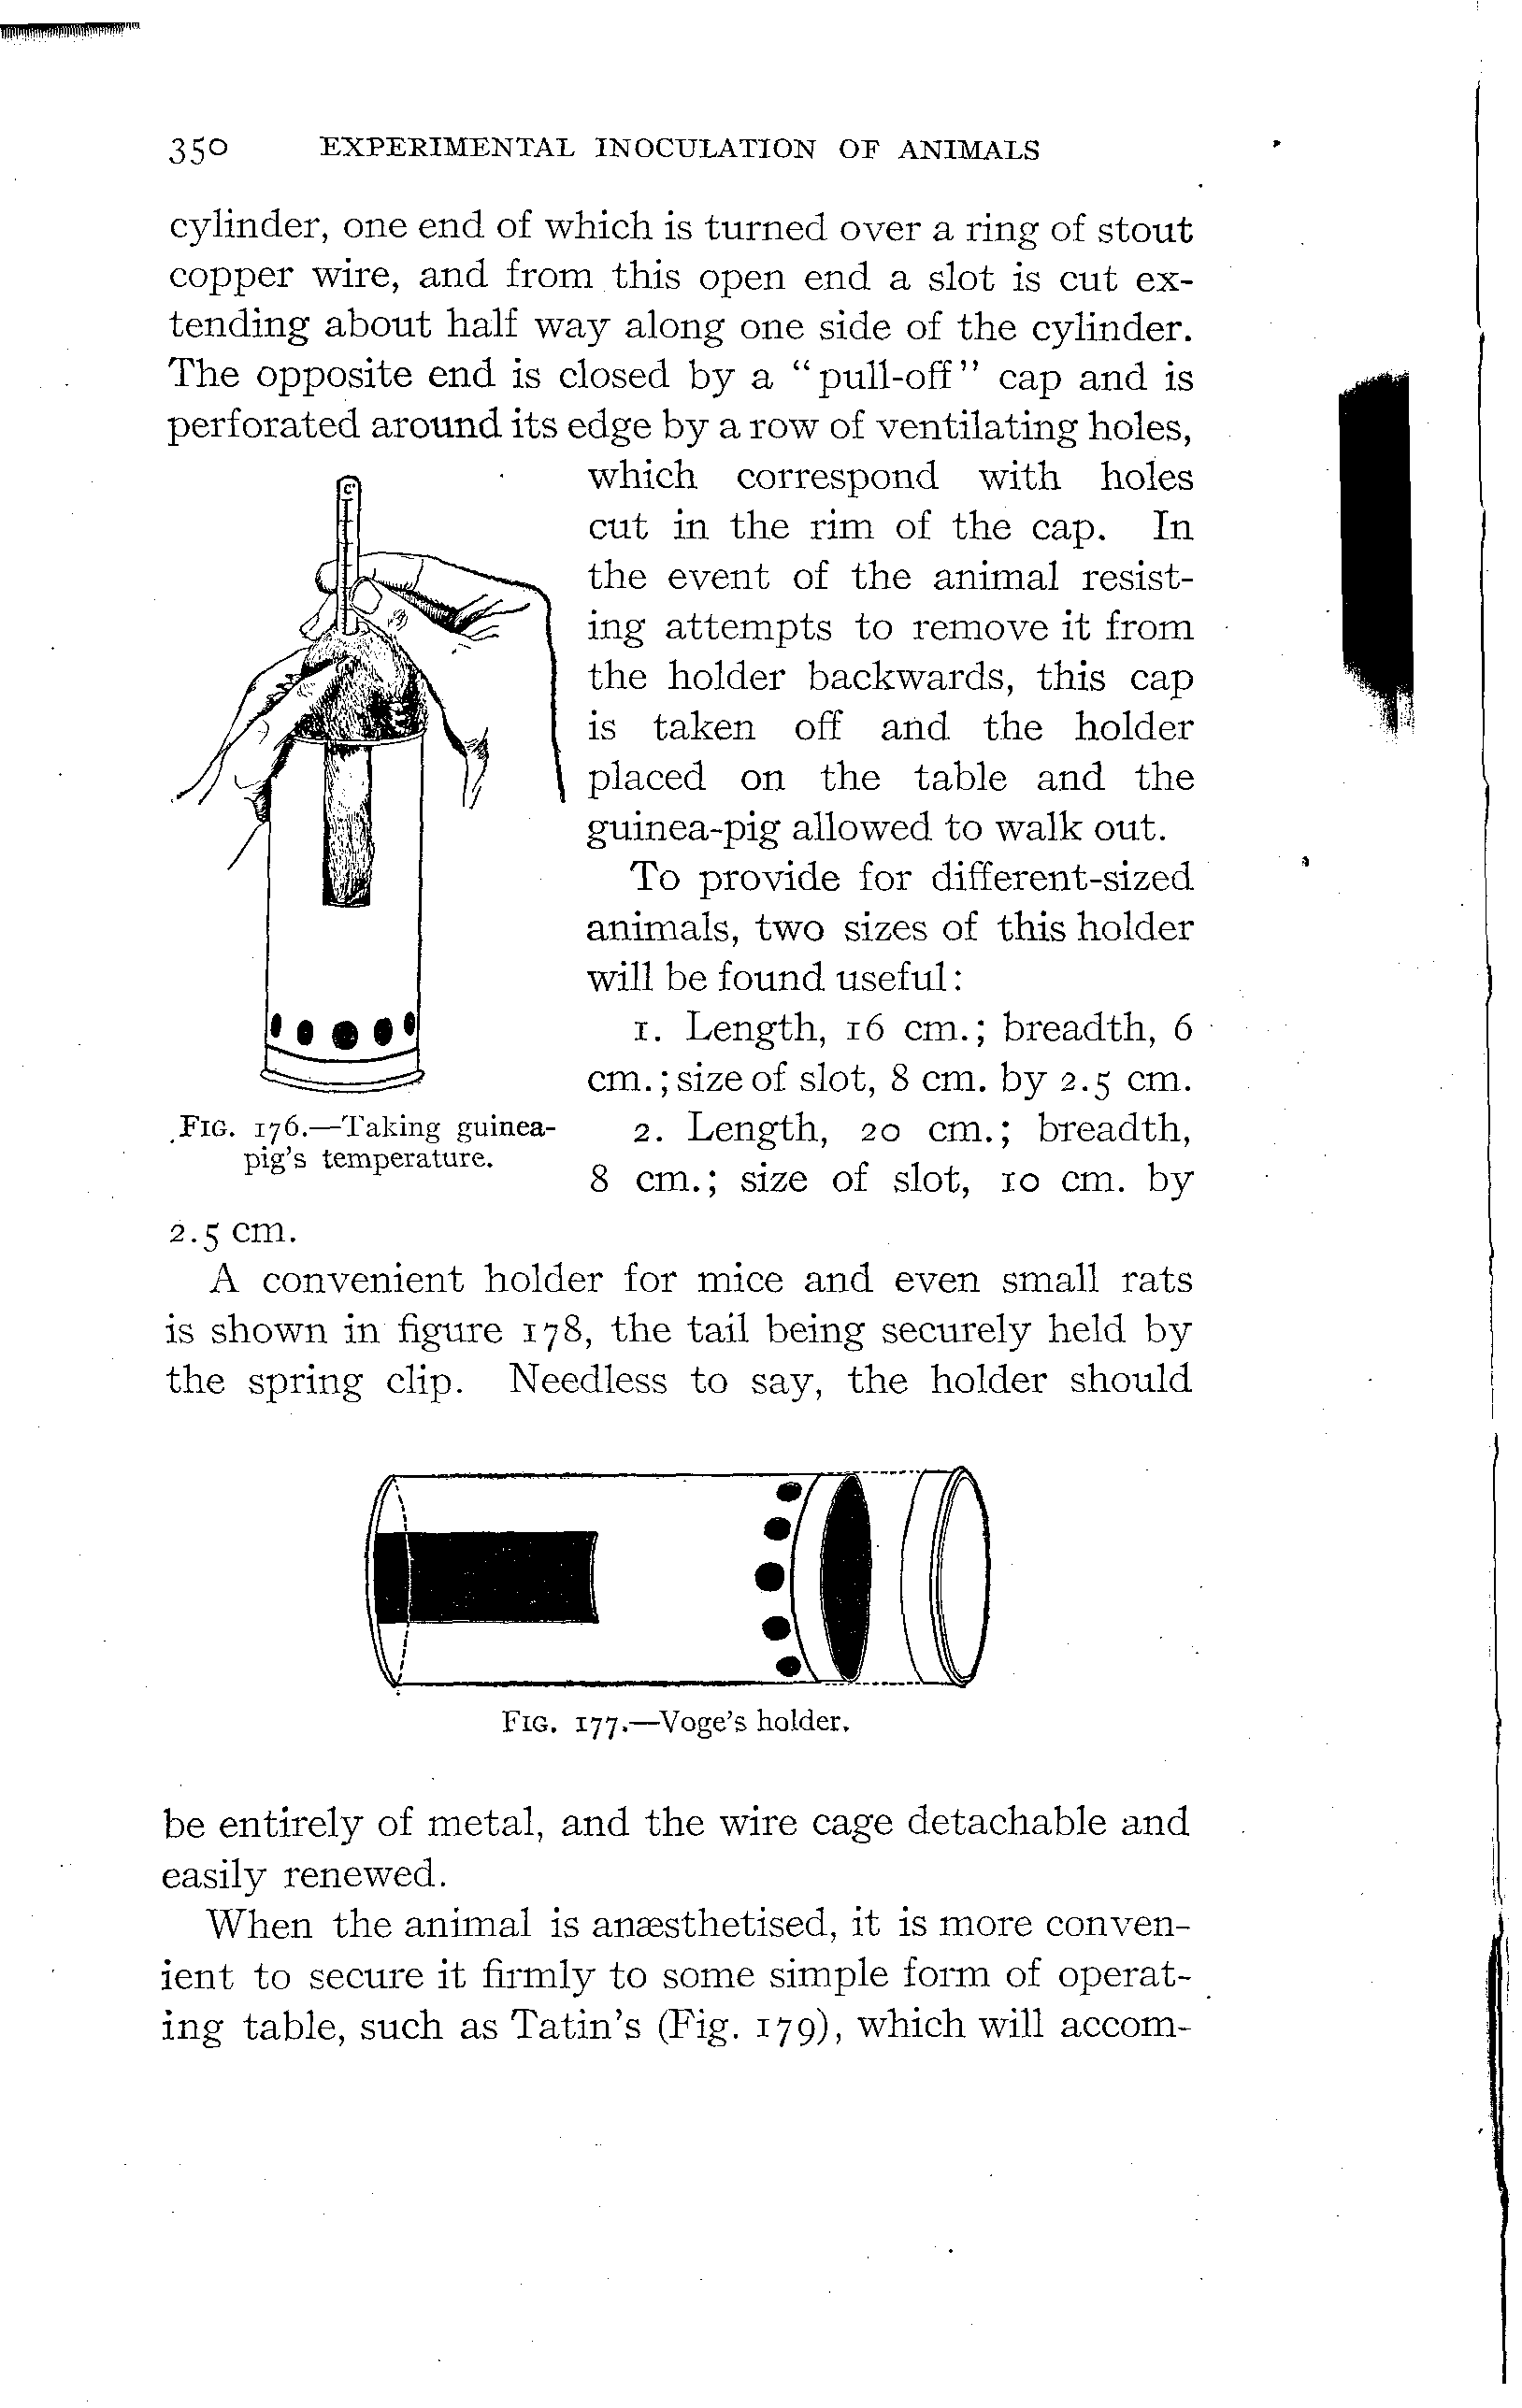 350 EXPERIMENTAL INOCULATION OF ANIMALS
cylinder, one end of which is turned over a ring of stout
copper wire, and from this open end a slot is cut ex-
tending about half way along one side of the cylinder.
The opposite end is closed by a "pull-off" cap and is
perforated around its edge by a row of ventilating holes,
which correspond with holes
cut in the rim of the cap. In
the event of the animal resist-
ing attempts to remove it from
the holder backwards, this cap
is taken off and the holder
placed on the table and the
guinea-pig allowed to walk out.
To provide for different-sized
animals, two sizes of this holder
will be found useful:
1. Length, 16 cm.; breadth, 6
cm.; size of slot, 8 cm. by 2.5 cm.
2. Length, 20 cm.; breadth,
8 cm.; size of slot, 10 cm. by
2.5 cm.
FIG. 176.—Taking guinea-
pig's temperature.
A convenient holder for mice and even small rats
is shown in figure 178, the tail being securely held by
the spring clip. Needless to say, the holder should
FIG. 177.—Voge's holder.
be entirely of metal, and the wire cage detachable and
easily renewed.
When the animal is anæsthetised, it is more conven-
ient to secure it firmly to some simple form of operat-
ing table, such as Tatin's (Fig. 179), which will accom-